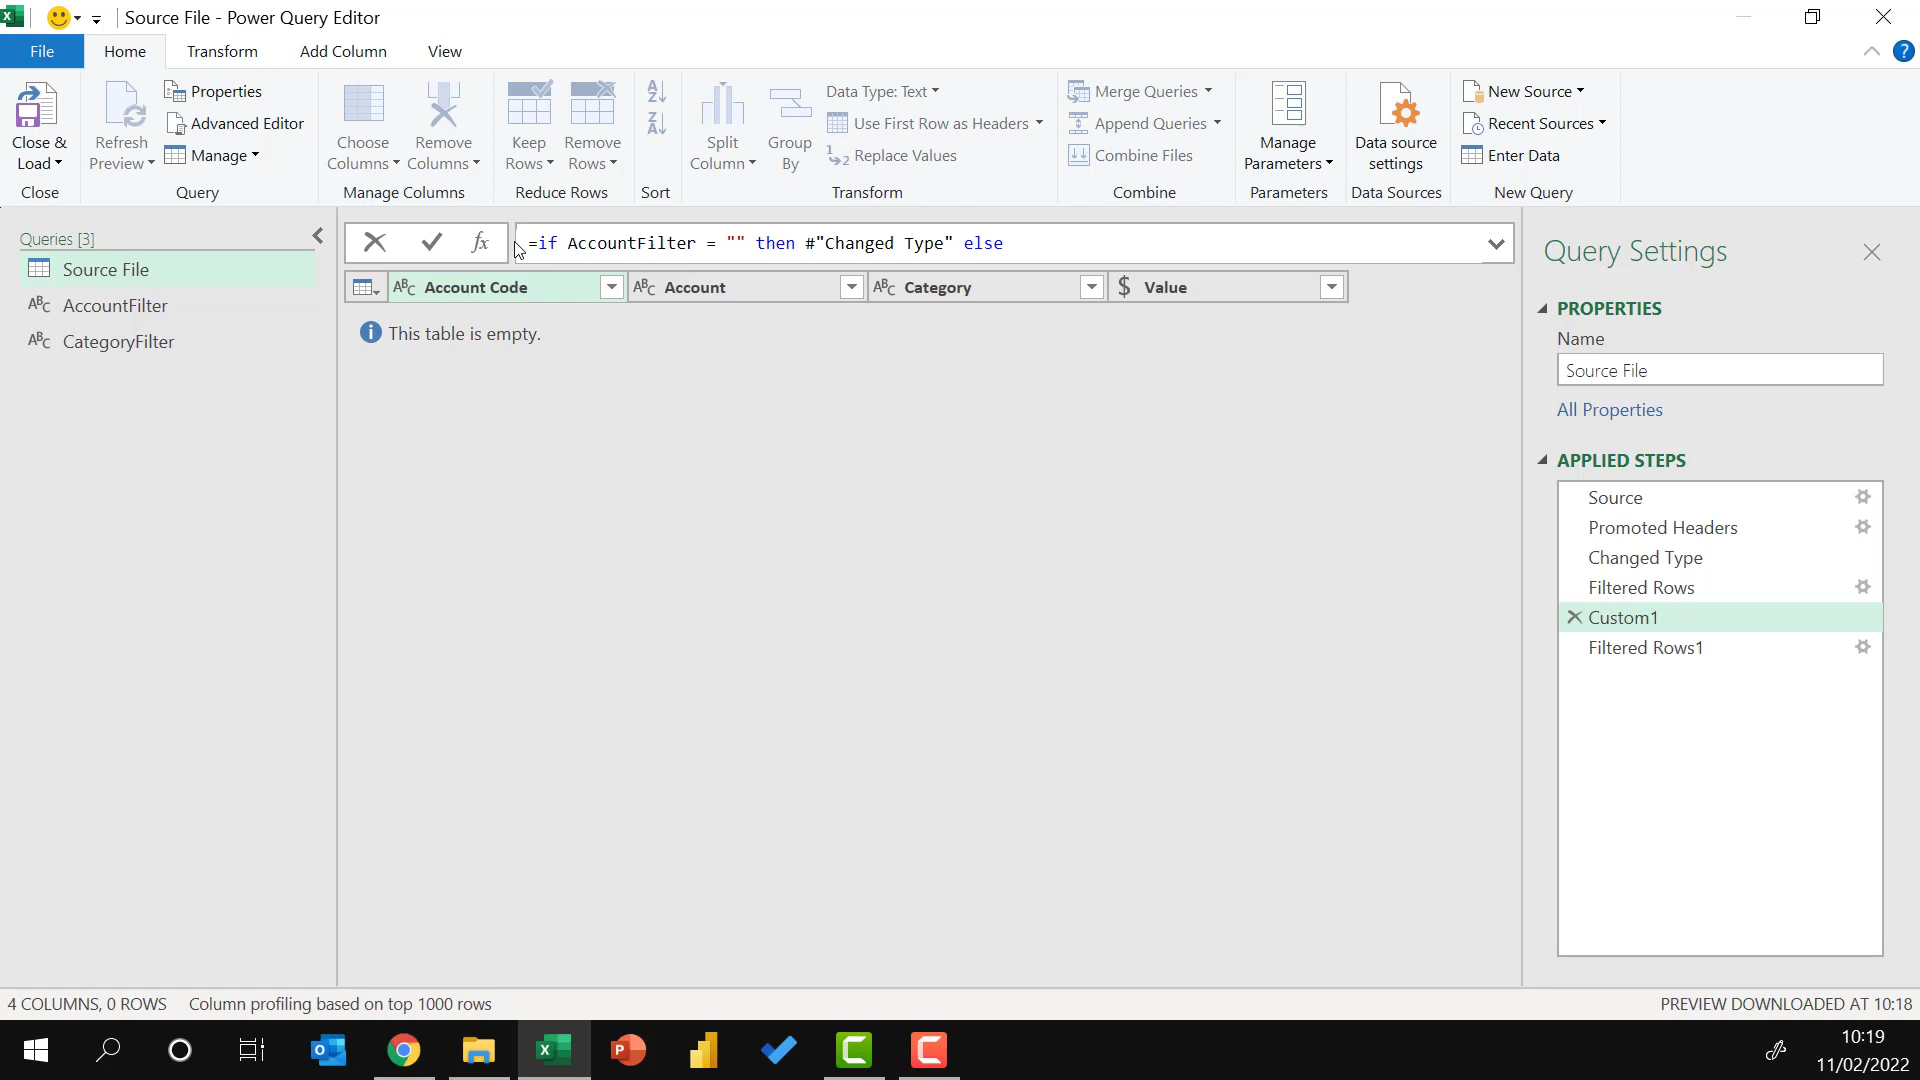 Source File - Power Query Editor
File Home Transform Add Column View
Close & Load
Close
Refresh Preview
Properties
Advanced Editor
Manage
Query
Choose Columns
Remove Columns
Manage Columns
Keep Rows
Remove Rows
Reduce Rows
Sort
Split Column
Group By
Data Type: Text
Use First Row as Headers
Replace Values
Transform
Merge Queries
Append Queries
Combine Files
Combine
Manage Parameters
Parameters
Data source settings
Data Sources
New Source
Recent Sources
Enter Data
New Query
Queries [3]
Source File
AccountFilter
CategoryFilter
fx
=if AccountFilter = "" then #"Changed Type" else
Account Code Account Category Value
This table is empty.
Query Settings
PROPERTIES
Name
Source File
All Properties
APPLIED STEPS
Source
Promoted Headers
Changed Type
Filtered Rows
Custom1
Filtered Rows1
4 COLUMNS, 0 ROWS Column profiling based on top 1000 rows
PREVIEW DOWNLOADED AT 10:18
10:19
11/02/2022